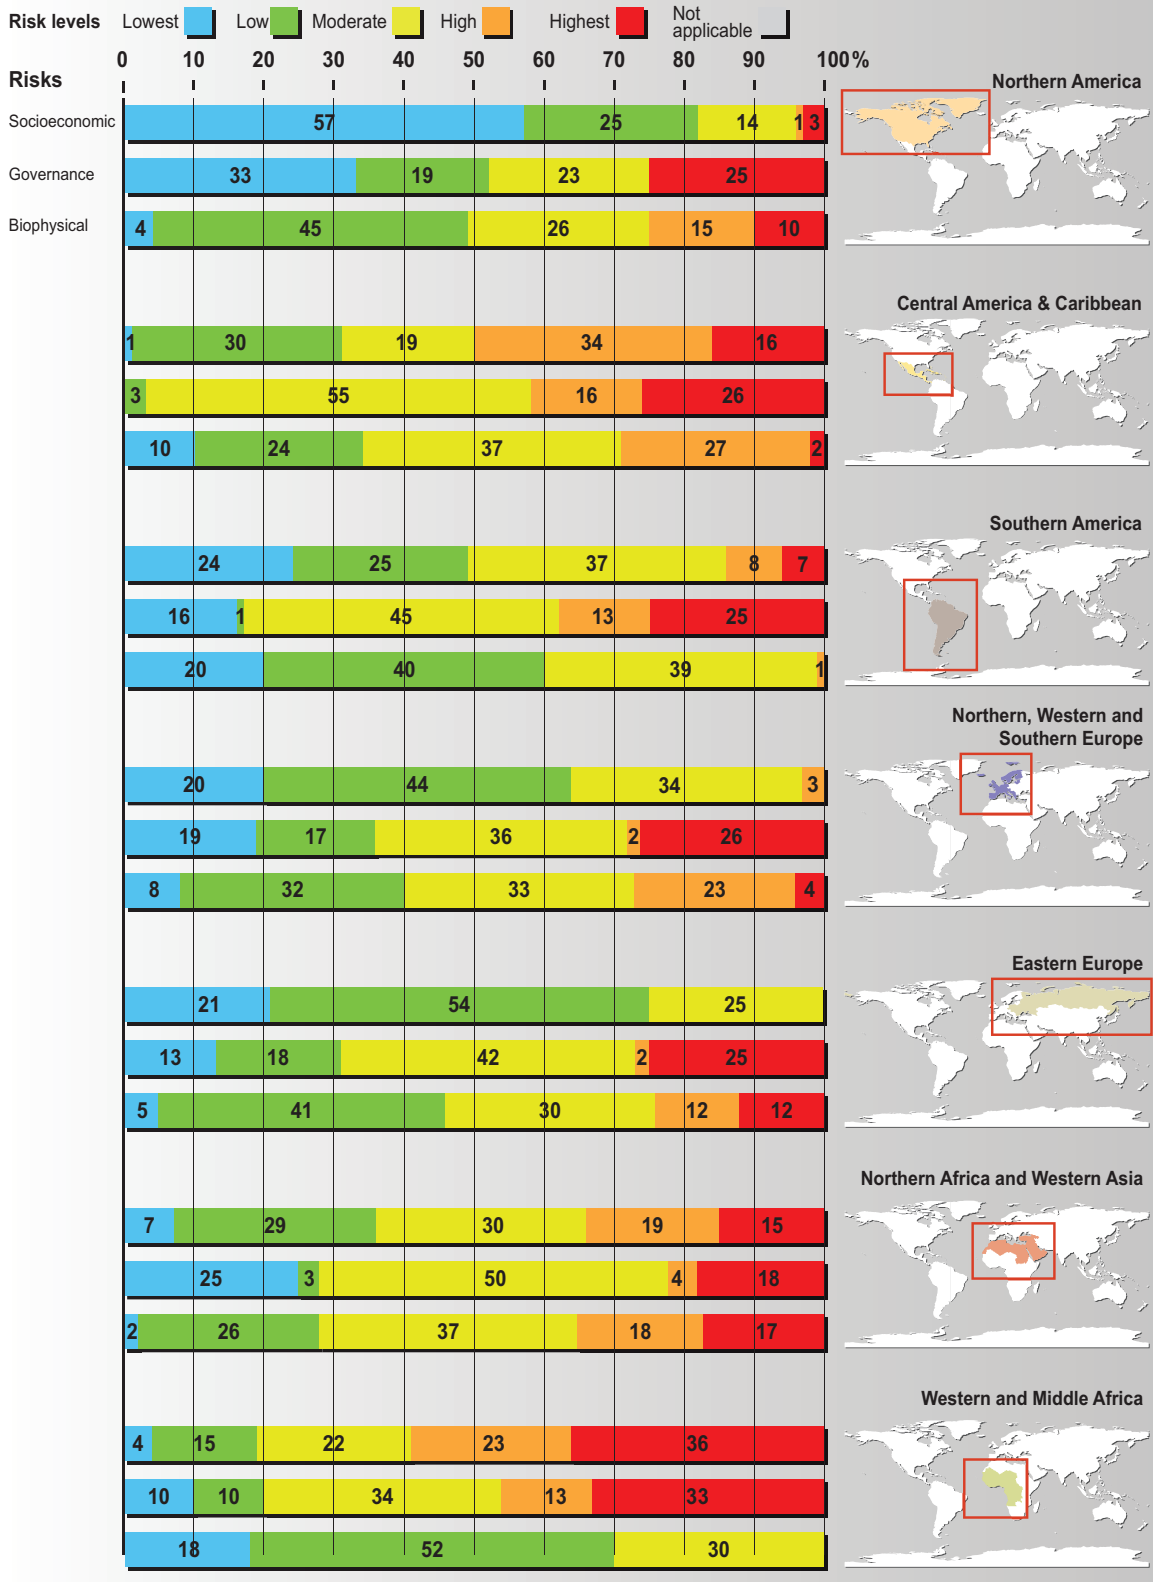 Risk levels Lowest Low Moderate High Highest Not applicable
0 10 20 30 40 50 60 70 80 90 100%
Risks
Northern America
Socioeconomic 57 25 14 1 3
Governance 33 19 23 25
Biophysical 4 45 26 15 10
Central America & Caribbean
1 30 19 34 16
3 55 16 26
10 24 37 27 2
Southern America
24 25 37 8 7
16 1 45 13 25
20 40 39 1
Northern, Western and
Southern Europe
20 44 34 3
19 17 36 2 26
8 32 33 23 4
Eastern Europe
21 54 25
13 18 42 2 25
5 41 30 12 12
Northern Africa and Western Asia
7 29 30 19 15
25 3 50 4 18
2 26 37 18 17
Western and Middle Africa
4 15 22 23 36
10 10 34 13 33
18 52 30